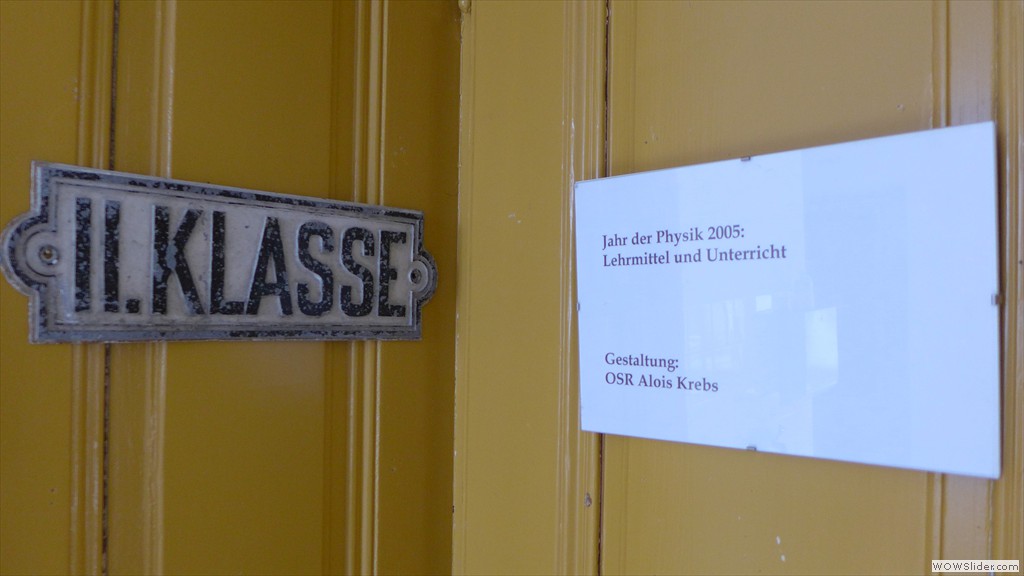 II.KLASSE
Jahr der Physik 2005:
Lehrmittel und Unterricht
Gestaltung:
OSR Alois Krebs
WOWSlider.com